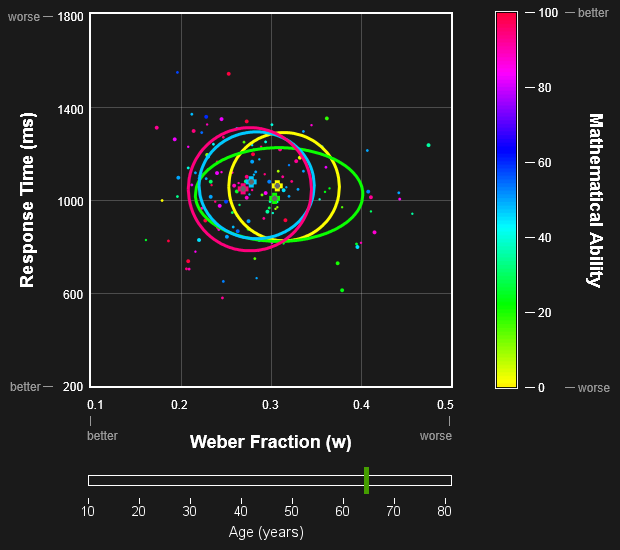 worse
1800
100
better
80
1400
Response Time (ms)
1000
60
40
Mathematical Ability
600
20
better
200
0
worse
0.1 0.2 0.3 0.4 0.5
better
worse
Weber Fraction (w)
10 20 30 40 50 60 70 80
Age (years)